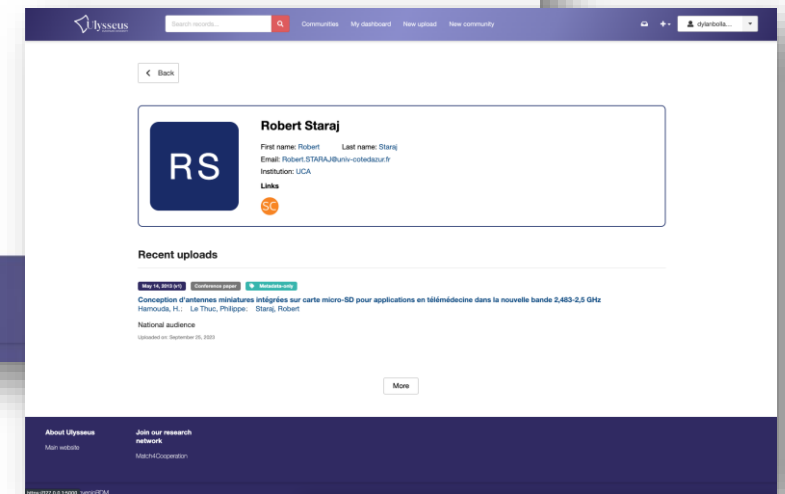 Ulysseus
Search records... Communities My dashboard New upload New community dylanbolla...
Back
RS
Robert Staraj
First name: Robert Last name: Staraj
Email: Robert.STARAJ@univ-cotedazur.fr
Institution: UCA
Links
SC
Recent uploads
May 14, 2013 (v1) Conference paper Metadata-only
Conception d'antennes miniatures intégrées sur carte micro-SD pour applications en télémédecine dans la nouvelle bande 2,483-2,5 GHz
Hamouda, H.; Le Thuc, Philippe; Staraj, Robert
National audience
Uploaded on: September 25, 2023
More
About Ulysseus
Main website
Join our research
network
Match4Cooperation